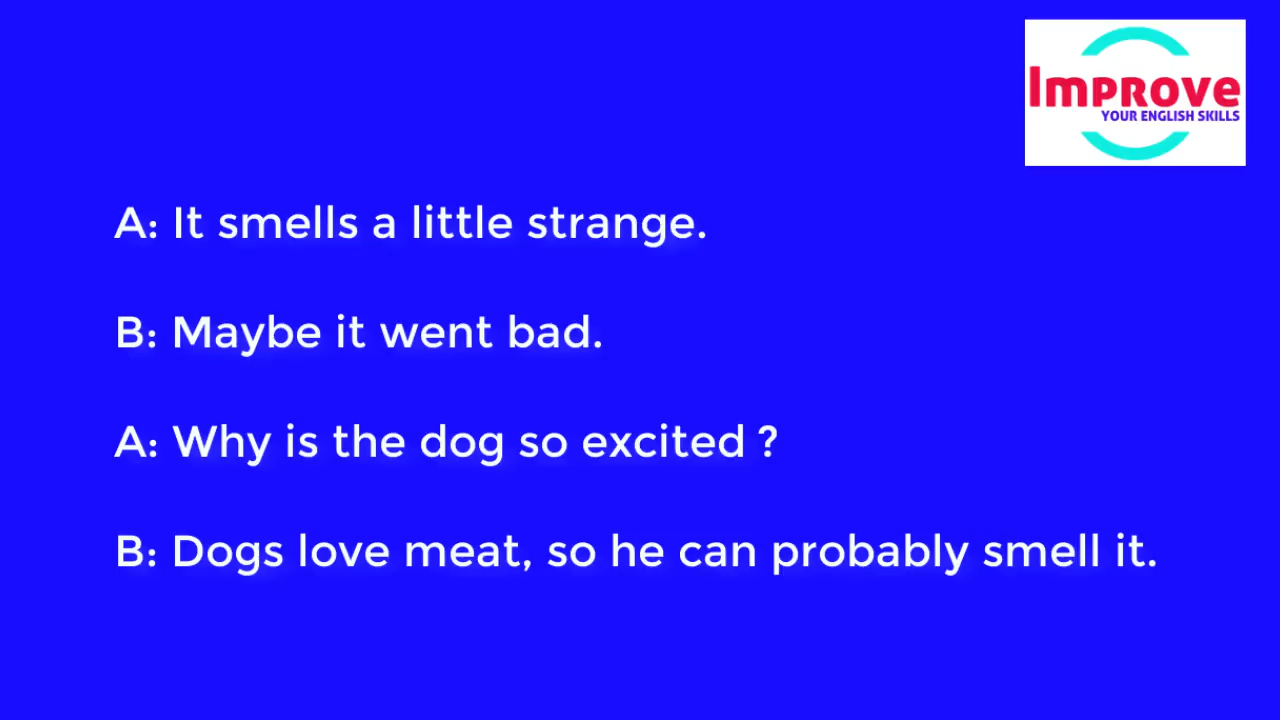 Improve
YOUR ENGLISH SKILLS
A: It smells a little strange.
B: Maybe it went bad.
A: Why is the dog so excited ?
B: Dogs love meat, so he can probably smell it.